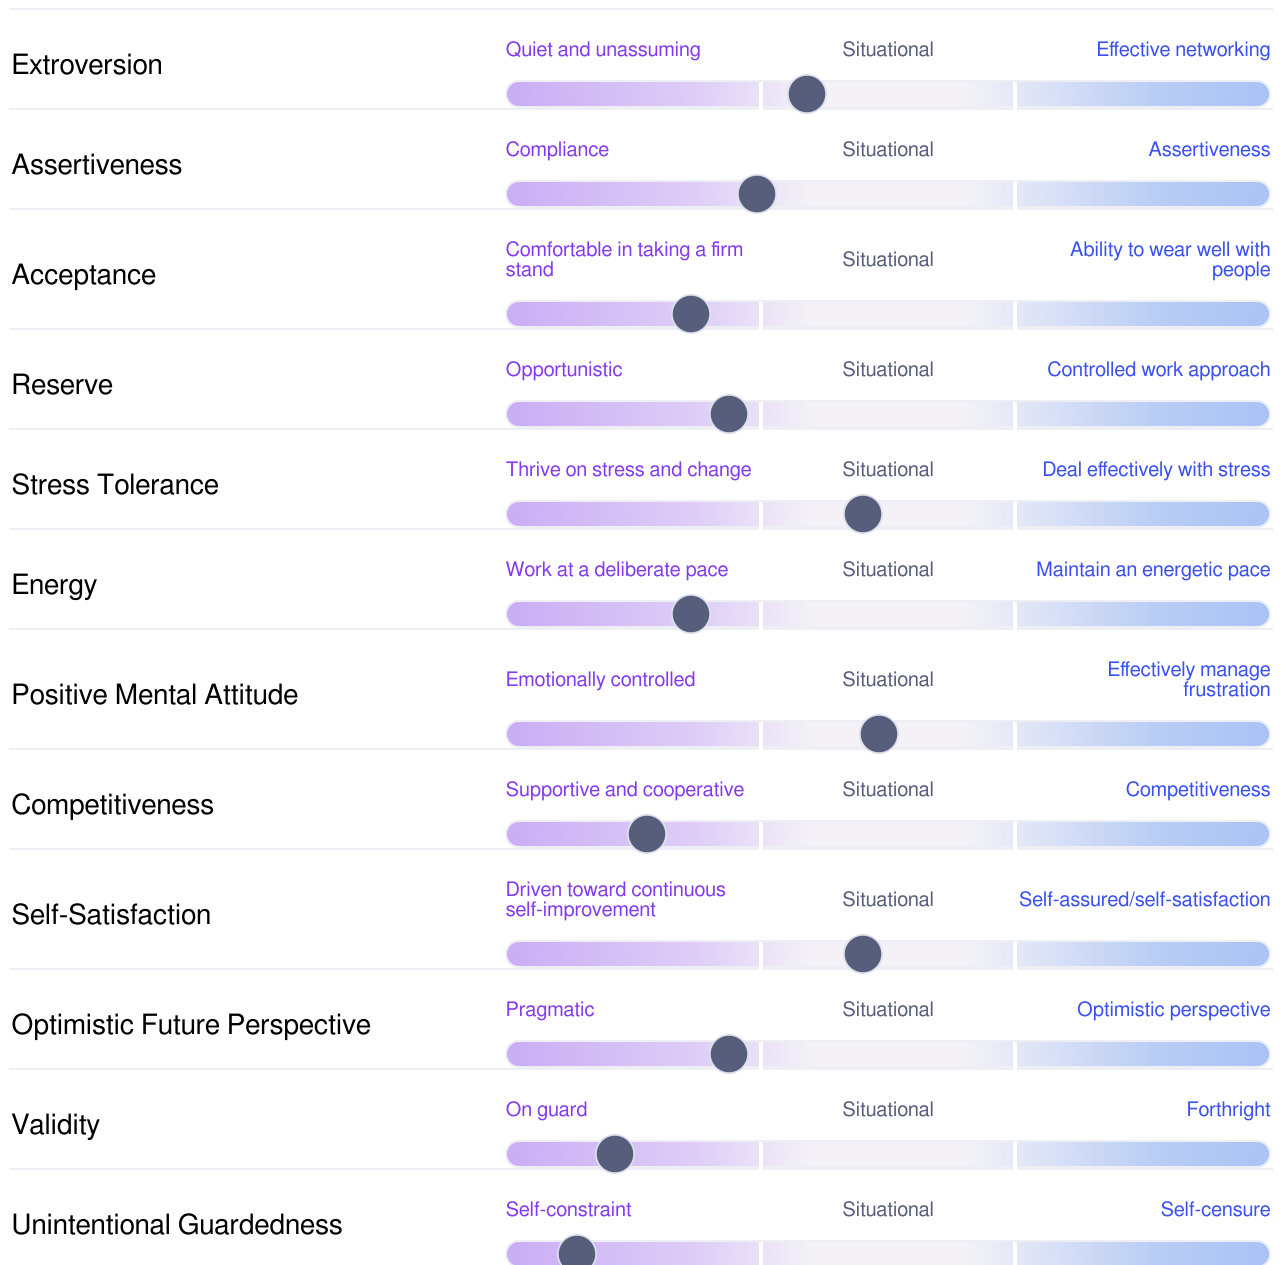 Extroversion
Quiet and unassuming
Situational
Effective networking
Assertiveness
Compliance
Situational
Assertiveness
Acceptance
Comfortable in taking a firm
stand
Situational
Ability to wear well with
people
Reserve
Opportunistic
Situational
Controlled work approach
Stress Tolerance
Thrive on stress and change
Situational
Deal effectively with stress
Energy
Work at a deliberate pace
Situational
Maintain an energetic pace
Positive Mental Attitude
Emotionally controlled
Situational
Effectively manage
frustration
Competitiveness
Supportive and cooperative
Situational
Competitiveness
Self-Satisfaction
Driven toward continuous
self-improvement
Situational
Self-assured/self-satisfaction
Optimistic Future Perspective
Pragmatic
Situational
Optimistic perspective
Validity
On guard
Situational
Forthright
Unintentional Guardedness
Self-constraint
Situational
Self-censure